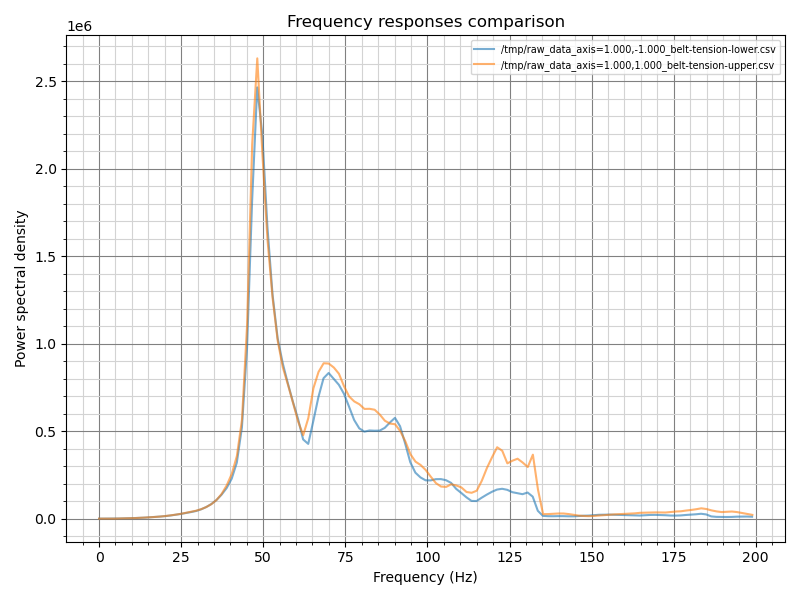 Frequency responses comparison
1e6
/tmp/raw_data_axis=1.000,-1.000_belt-tension-lower.csv
/tmp/raw_data_axis=1.000,1.000_belt-tension-upper.csv
Power spectral density
2.5
2.0
1.5
1.0
0.5
0.0
0 25 50 75 100 125 150 175 200
Frequency (Hz)